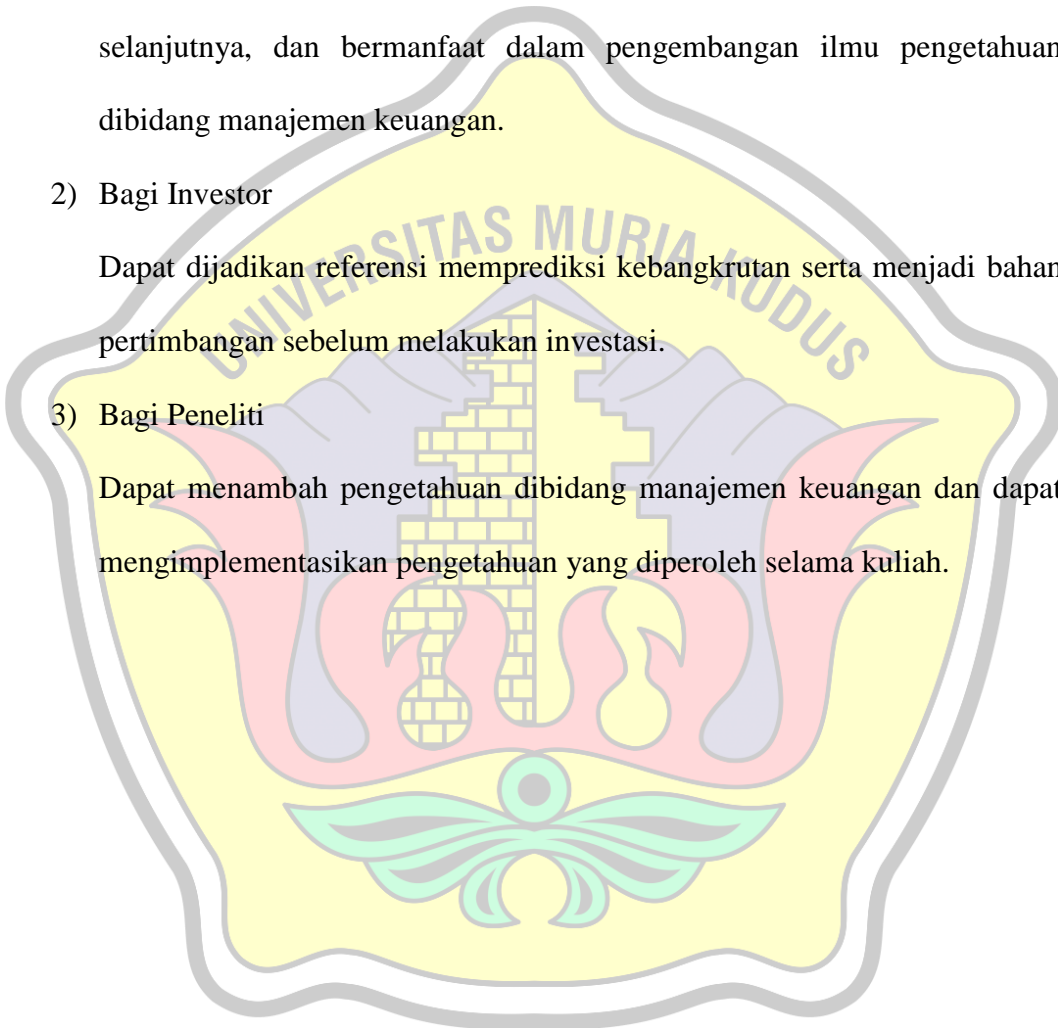 selanjutnya, dan bermanfaat dalam pengembangan ilmu pengetahuan
dibidang manajemen keuangan.
2) Bagi Investor
UNIVERSITAS MURIA KUDUS
Dapat dijadikan referensi memprediksi kebangkrutan serta menjadi bahan
pertimbangan sebelum melakukan investasi.
3) Bagi Peneliti
Dapat menambah pengetahuan dibidang manajemen keuangan dan dapat
mengimplementasikan pengetahuan yang diperoleh selama kuliah.